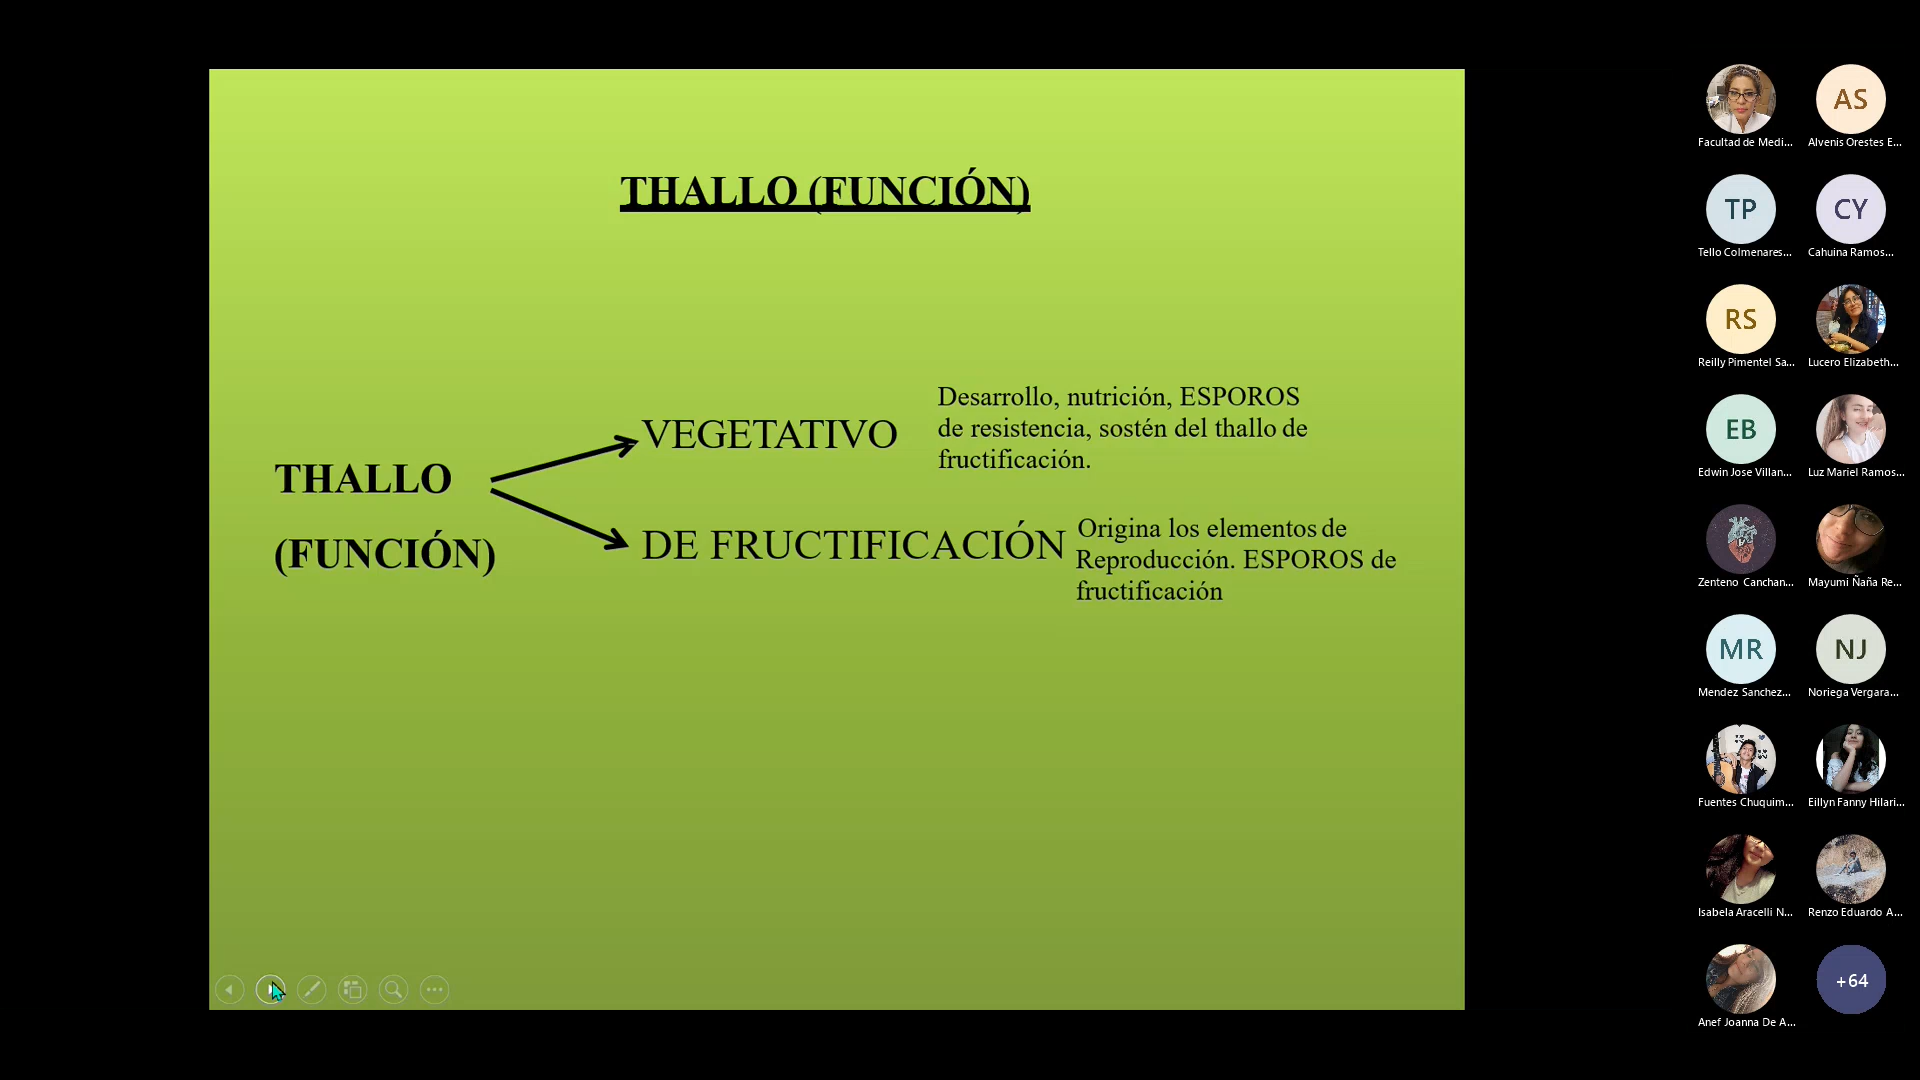 THALLO (FUNCIÓN)
THALLO
(FUNCIÓN)
VEGETATIVO
Desarrollo, nutrición, ESPOROS
de resistencia, sostén del thallo de
fructificación.
DE FRUCTIFICACIÓN
Origina los elementos de
Reproducción. ESPOROS de
fructificación
Facultad de Medi...
AS
Alvenis Orestes E...
TP
Tello Colmenares...
CY
Cahuina Ramos...
RS
Reilly Pimentel Sa...
Lucero Elizabeth...
EB
Edwin Jose Villan...
Luz Mariel Ramos...
Zenteno Canchan...
Mayumi Ñaña Re...
MR
Mendez Sanchez...
NJ
Noriega Vergara...
Fuentes Chuquim...
Eillyn Fanny Hilari...
Isabela Aracelli N...
Renzo Eduardo A...
Anef Joanna De A...
+64